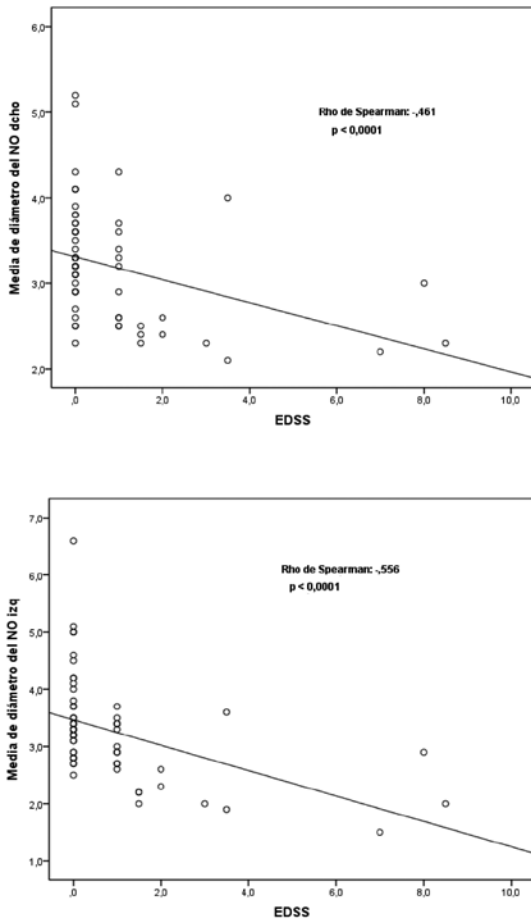 6,0
5,0
4,0
3,0
2,0
Media de diámetro del NO dcho
Rho de Spearman: -,461
p < 0,0001
,0 2,0 4,0 6,0 8,0 10,0
EDSS
7,0
6,0
5,0
4,0
3,0
2,0
1,0
Media de diámetro del NO izq
Rho de Spearman: -,556
p < 0,0001
,0 2,0 4,0 6,0 8,0 10,0
EDSS